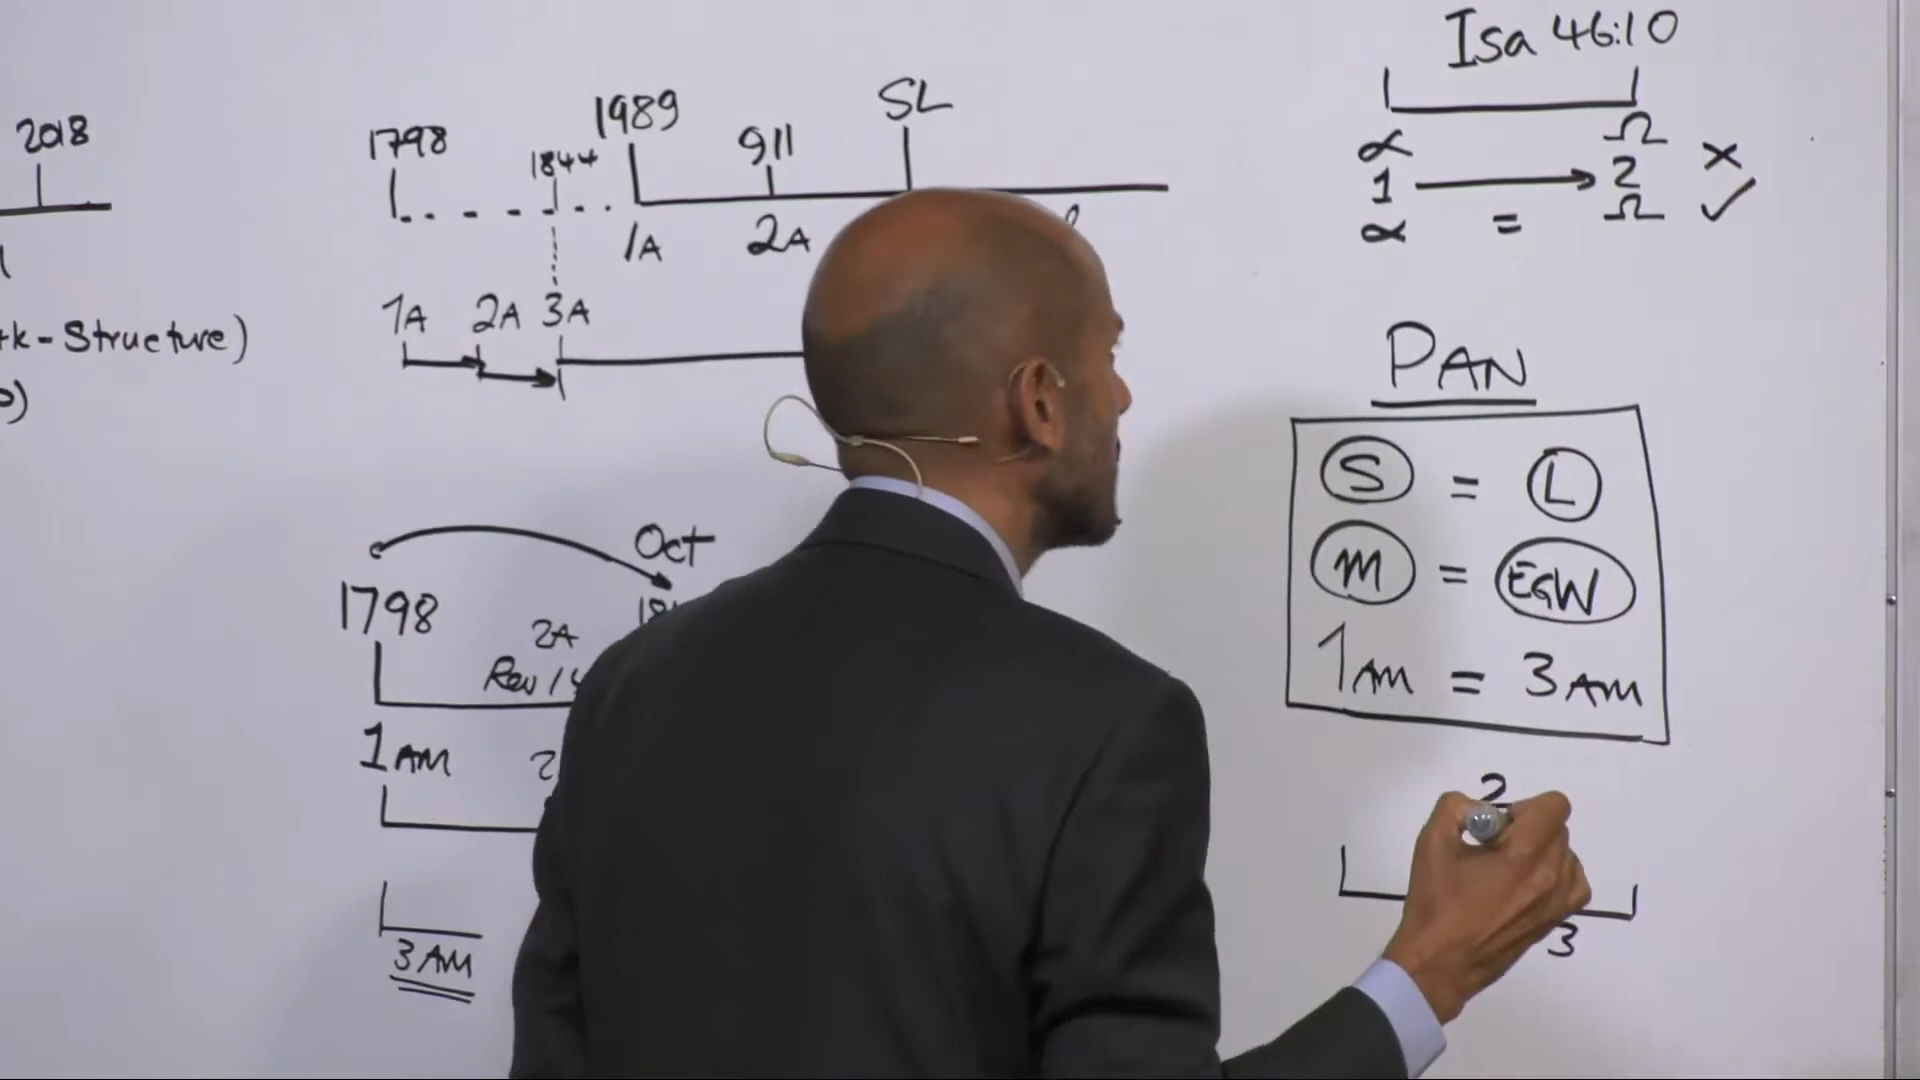 2018
k-Structure)
1798 1844 1989 911 SL
1A 2A
1A 2A 3A
Oct
1798
2A
Rev 14
1AM
3AM
Isa 46:10
α Ω
1 → 2 ×
α = Ω ✓
PAN
S = L
M = EGW
1AM = 3AM
2
3